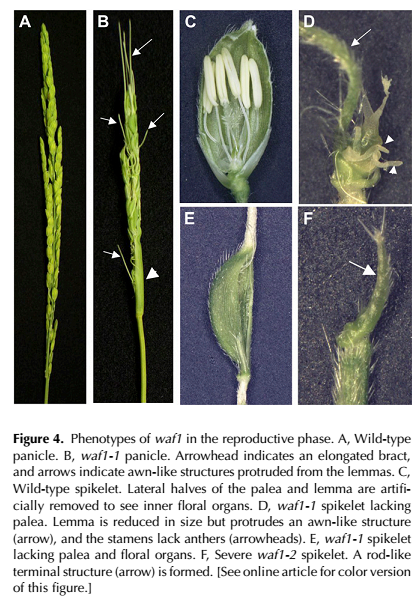 A
B
C
D
E
F
Figure 4. Phenotypes of waf1 in the reproductive phase. A, Wild-type
panicle. B, waf1-1 panicle. Arrowhead indicates an elongated bract,
and arrows indicate awn-like structures protruded from the lemmas. C,
Wild-type spikelet. Lateral halves of the palea and lemma are artifi-
cially removed to see inner floral organs. D, waf1-1 spikelet lacking
palea. Lemma is reduced in size but protrudes an awn-like structure
(arrow), and the stamens lack anthers (arrowheads). E, waf1-1 spikelet
lacking palea and floral organs. F, Severe waf1-2 spikelet. A rod-like
terminal structure (arrow) is formed. [See online article for color version
of this figure.]